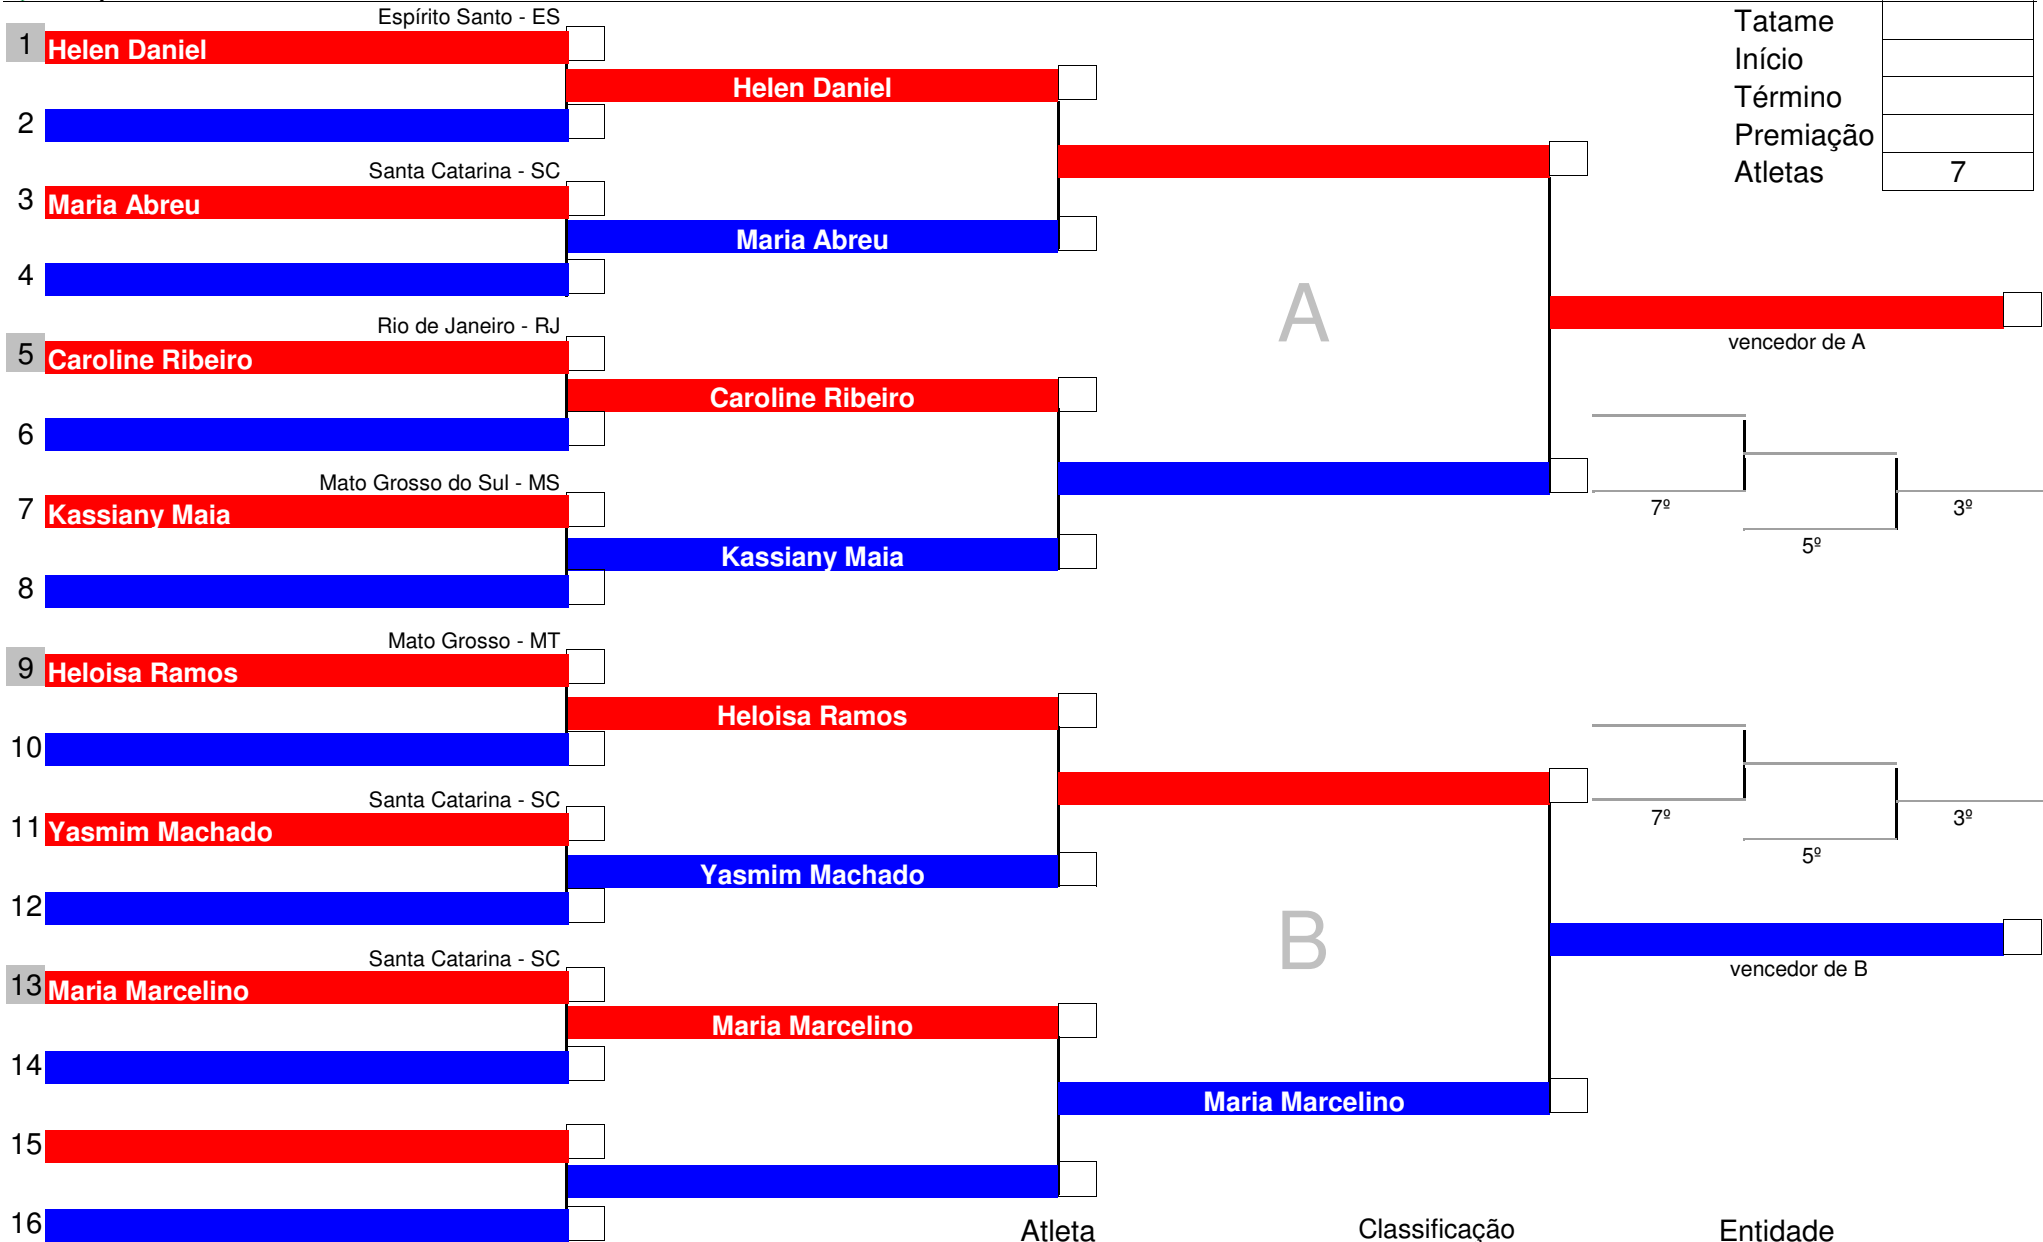 Espírito Santo - ES
1 Helen Daniel
Helen Daniel
2
Santa Catarina - SC
3 Maria Abreu
Maria Abreu
4
Rio de Janeiro - RJ
5 Caroline Ribeiro
Caroline Ribeiro
6
Mato Grosso do Sul - MS
7 Kassiany Maia
Kassiany Maia
8
Mato Grosso - MT
9 Heloisa Ramos
Heloisa Ramos
10
Santa Catarina - SC
11 Yasmim Machado
Yasmim Machado
12
Santa Catarina - SC
13 Maria Marcelino
Maria Marcelino
14
Maria Marcelino
15
16
A
B
Tatame
Início
Término
Premiação
Atletas 7
vencedor de A
7º
3º
5º
7º
3º
5º
vencedor de B
Atleta Classificação Entidade